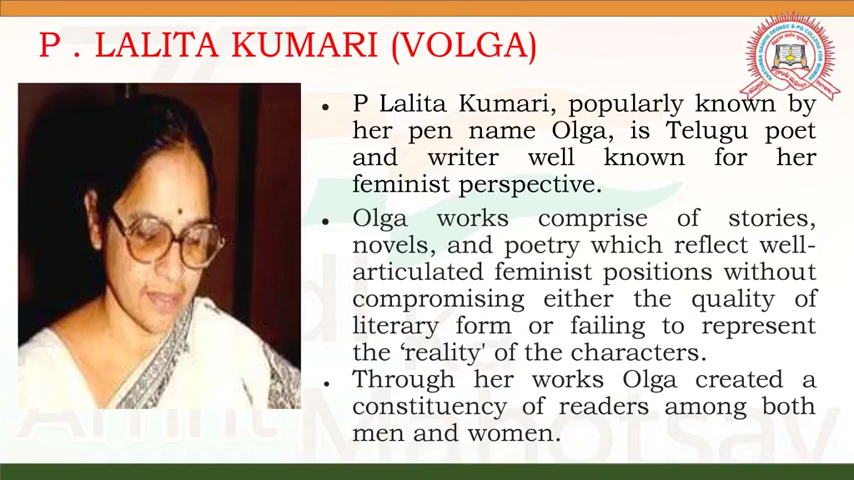 P . LALITA KUMARI (VOLGA)
• P Lalita Kumari, popularly known by
her pen name Olga, is Telugu poet
and writer well known for her
feminist perspective.
• Olga works comprise of stories,
novels, and poetry which reflect well-
articulated feminist positions without
compromising either the quality of
literary form or failing to represent
the ‘reality' of the characters.
• Through her works Olga created a
constituency of readers among both
men and women.
Amrit Mahotsav